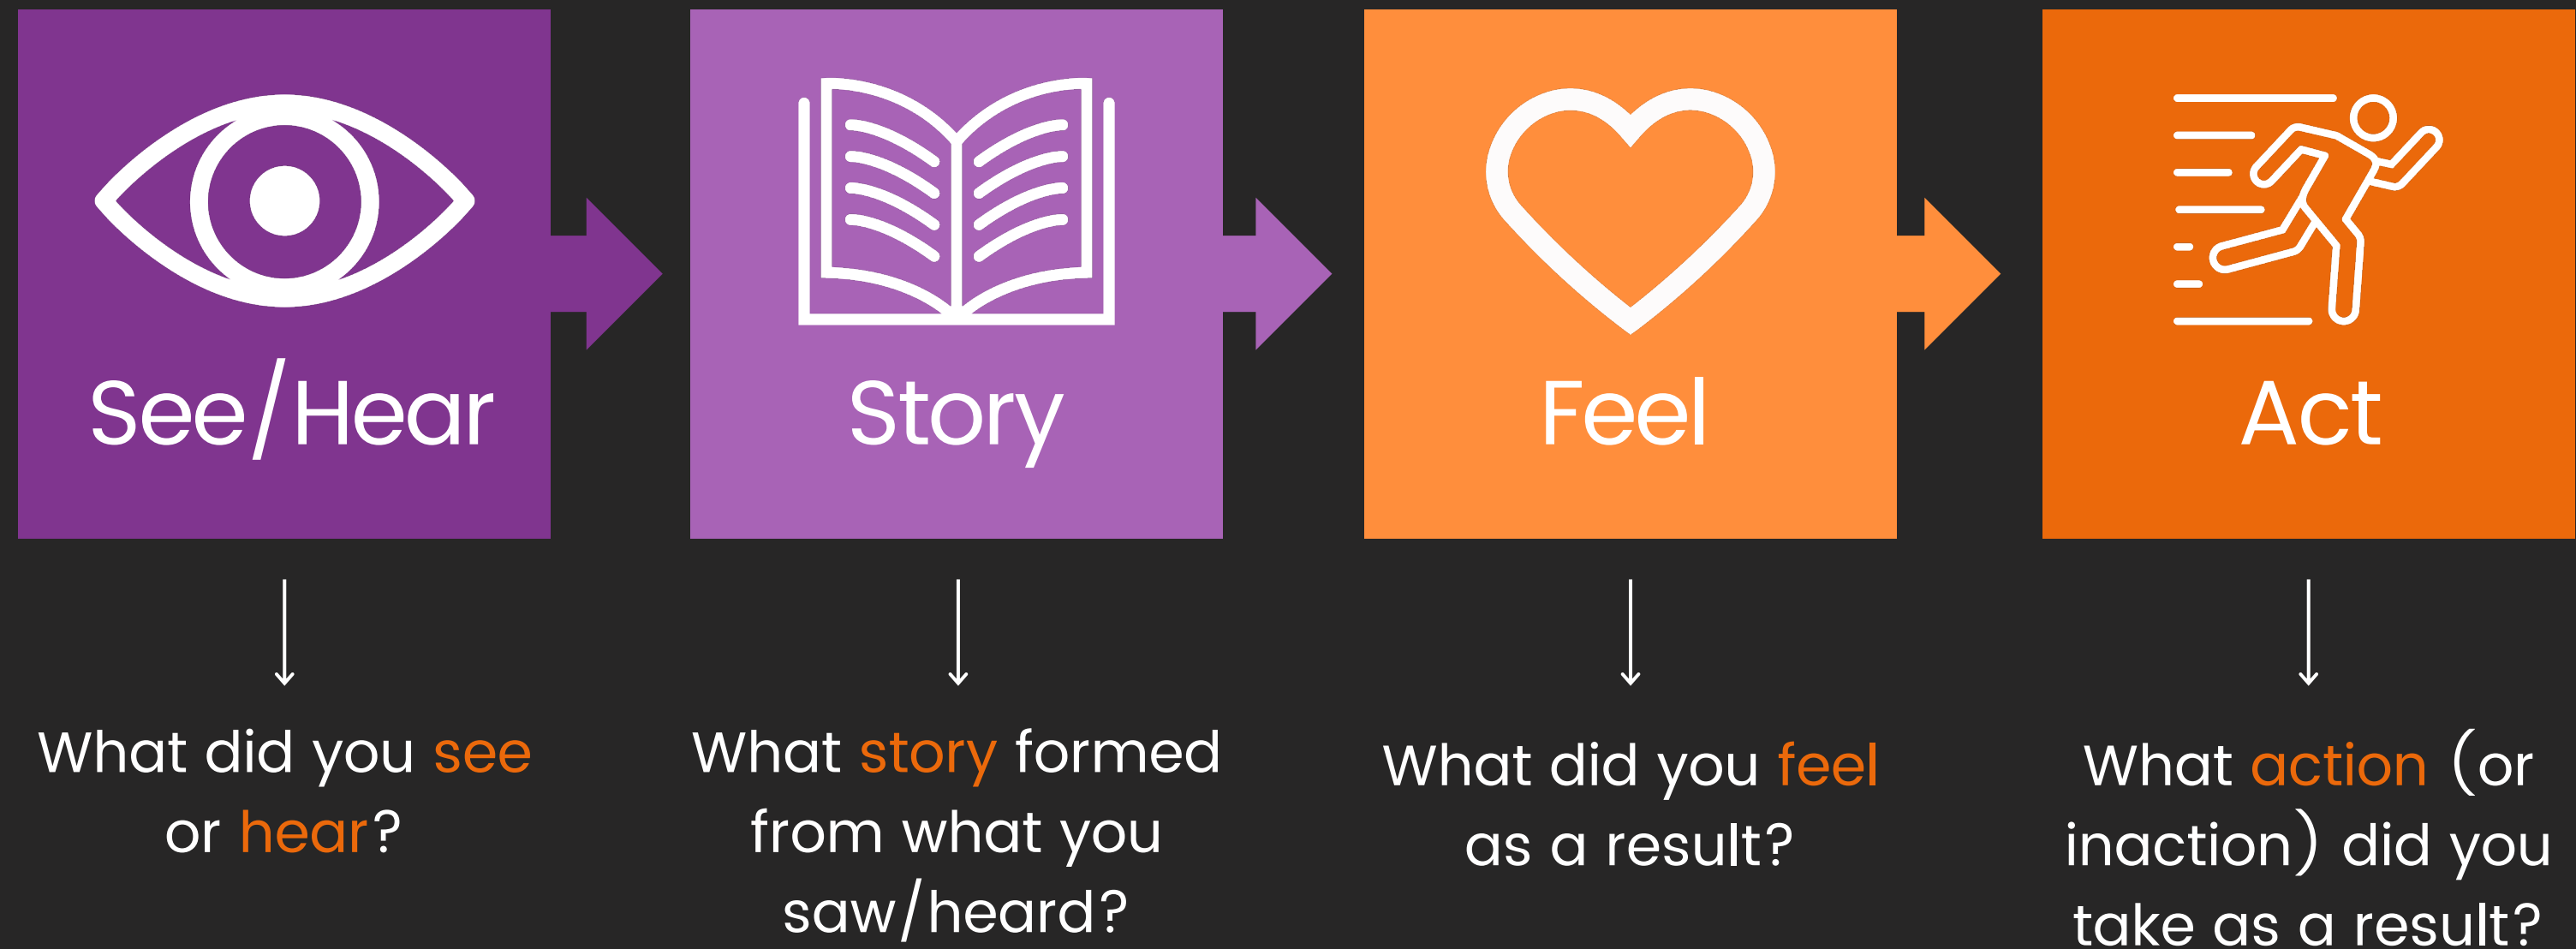 See/Hear
Story
Feel
Act
What did you see
or hear?
What story formed
from what you
saw/heard?
What did you feel
as a result?
What action (or
inaction) did you
take as a result?